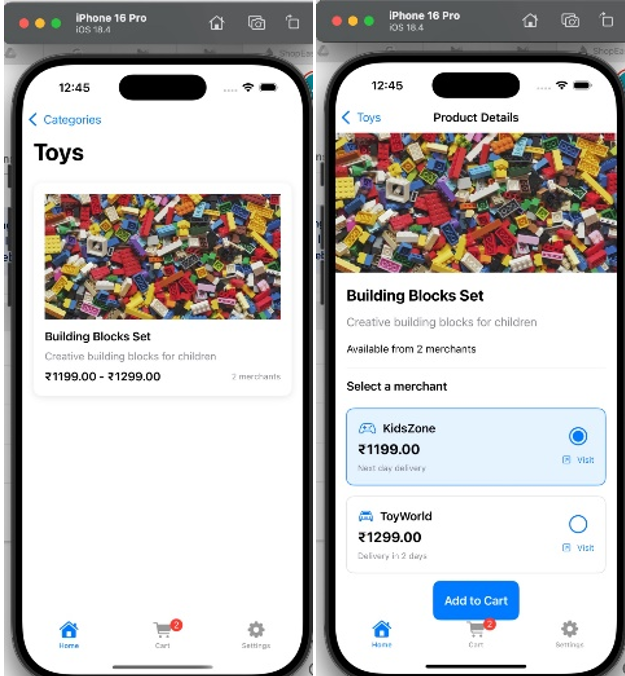 iPhone 16 Pro
iOS 18.4
12:45
Categories
Toys
Building Blocks Set
Creative building blocks for children
₹1199.00 - ₹1299.00
2 merchants
Home
2
Cart
Settings
iPhone 16 Pro
iOS 18.4
ShopEas
12:45
Toys
Product Details
Building Blocks Set
Creative building blocks for children
Available from 2 merchants
Select a merchant
KidsZone
₹1199.00
Next day delivery
Visit
ToyWorld
₹1299.00
Delivery in 2 days
Visit
Add to Cart
Home
2
Cart
Settings